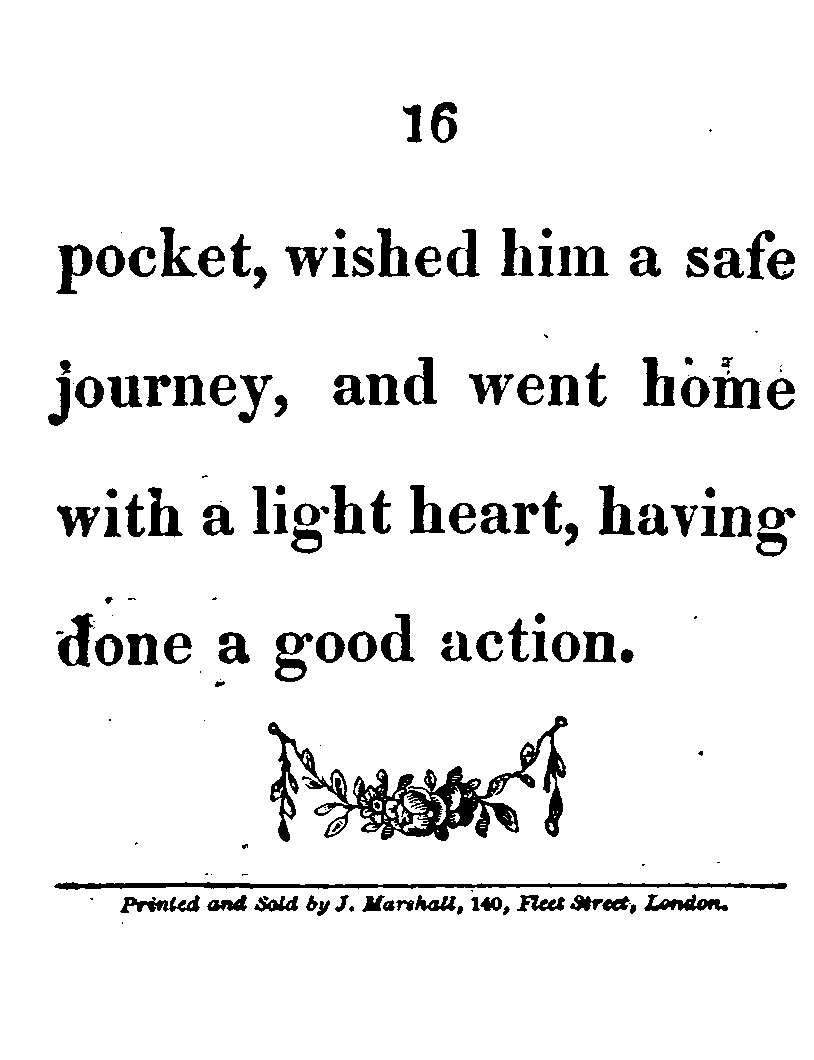 16
pocket, wished him a safe
journey, and went home
with a light heart, having
done a good action.
Printed and Sold by J. Marshall, 140, Fleet Street, London.